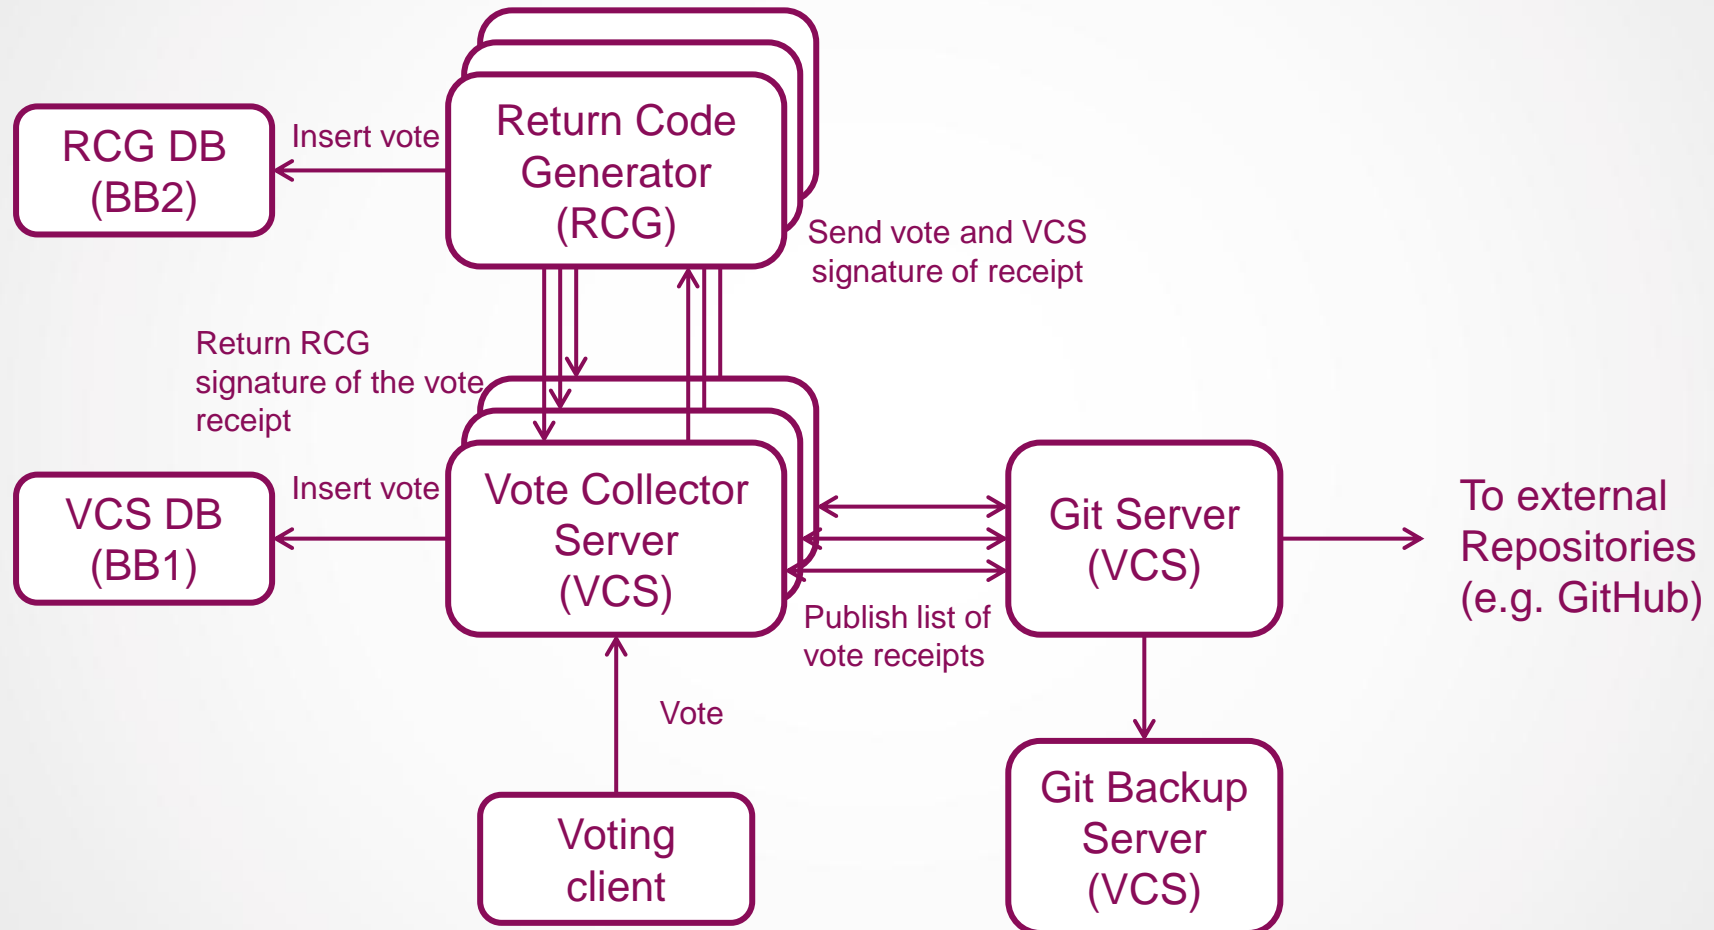 Return Code
Generator
(RCG)
RCG DB
(BB2)
Insert vote
Send vote and VCS
signature of receipt
Return RCG
signature of the vote
receipt
VCS DB
(BB1)
Insert vote
Vote Collector
Server
(VCS)
Git Server
(VCS)
To external
Repositories
(e.g. GitHub)
Publish list of
vote receipts
Vote
Voting
client
Git Backup
Server
(VCS)